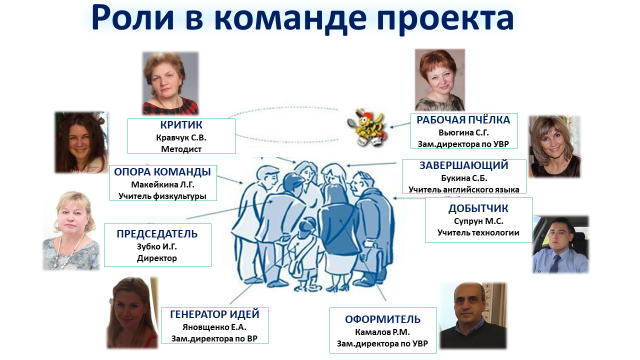 Роли в команде проекта
КРИТИК
Кравчук С.В.
Методист
РАБОЧАЯ ПЧЁЛКА
Вьюгина С.Г.
Зам.директора по УВР
ОПОРА КОМАНДЫ
Макейкина Л.Г.
Учитель физкультуры
ЗАВЕРШАЮЩИЙ
Букина С.Б.
Учитель английского языка
ПРЕДСЕДАТЕЛЬ
Зубко И.Г.
Директор
ДОБЫТЧИК
Супрун М.С.
Учитель технологии
ГЕНЕРАТОР ИДЕЙ
Яновщенко Е.А.
Зам.директора по ВР
ОФОРМИТЕЛЬ
Камалов Р.М.
Зам.директора по УВР